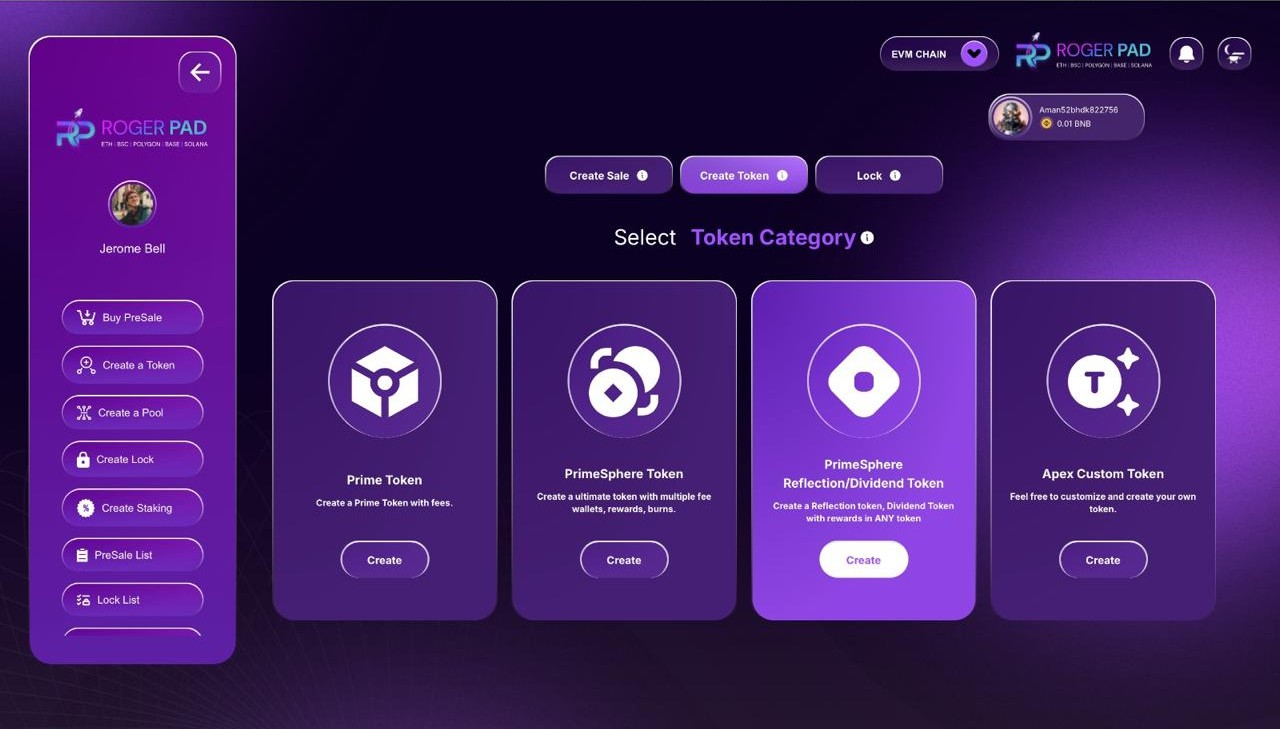 ROGER PAD
ETH | BSC | POLYGON | BASE | SOLANA
Jerome Bell
Buy PreSale
Create a Token
Create a Pool
Create Lock
Create Staking
PreSale List
Lock List
EVM CHAIN
ROGER PAD
ETH | BSC | POLYGON | BASE | SOLANA
Aman52bhdk822756
0.01 BNB
Create Sale
Create Token
Lock
Select Token Category
Prime Token
Create a Prime Token with fees.
Create
PrimeSphere Token
Create a ultimate token with multiple fee
wallets, rewards, burns.
Create
PrimeSphere
Reflection/Dividend Token
Create a Reflection token, Dividend Token
with rewards in ANY token
Create
Apex Custom Token
Feel free to customize and create your own
token.
Create